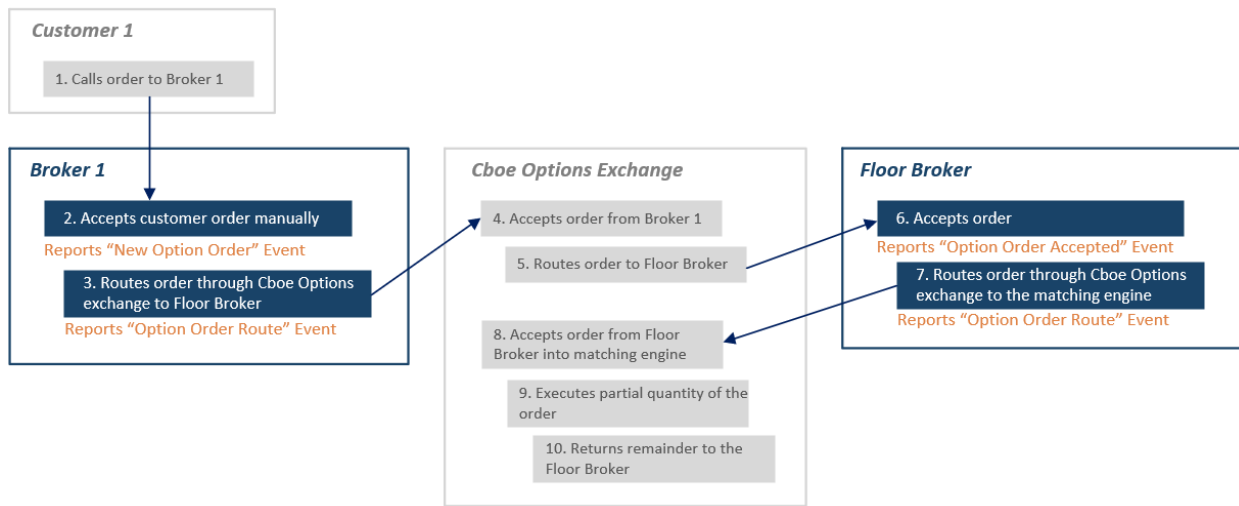 Customer 1
1. Calls order to Broker 1
Broker 1
2. Accepts customer order manually
Reports “New Option Order” Event
3. Routes order through Cboe Options
exchange to Floor Broker
Reports “Option Order Route” Event
Cboe Options Exchange
4. Accepts order from Broker 1
5. Routes order to Floor Broker
8. Accepts order from Floor
Broker into matching engine
9. Executes partial quantity of the
order
10. Returns remainder to the
Floor Broker
Floor Broker
6. Accepts order
Reports “Option Order Accepted” Event
7. Routes order through Cboe Options
exchange to the matching engine
Reports “Option Order Route” Event